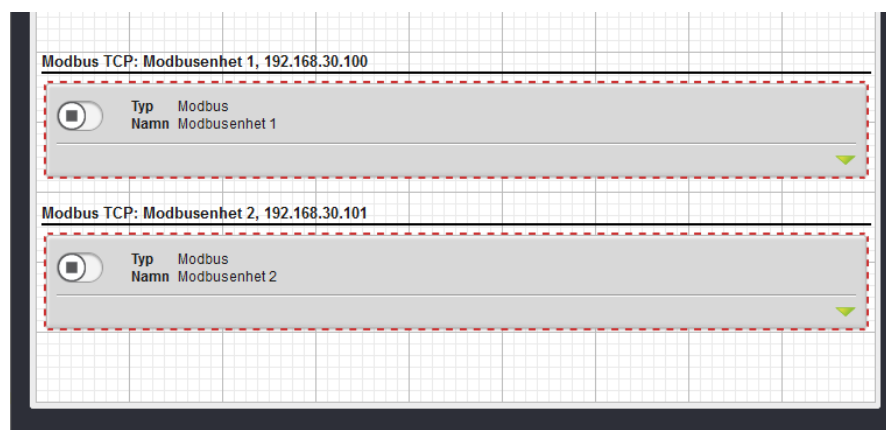 Modbus TCP: Modbusenhet 1, 192.168.30.100
Typ Modbus
Namn Modbusenhet 1
Modbus TCP: Modbusenhet 2, 192.168.30.101
Typ Modbus
Namn Modbusenhet 2